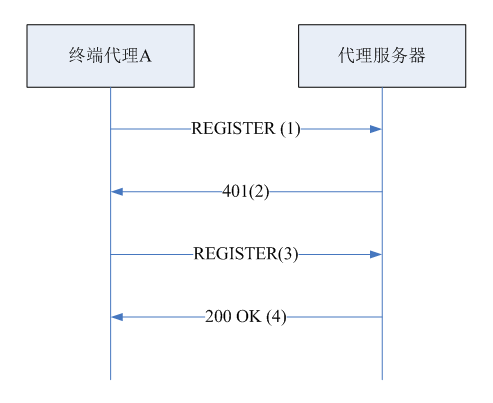 终端代理A
代理服务器
REGISTER (1)
401(2)
REGISTER(3)
200 OK (4)